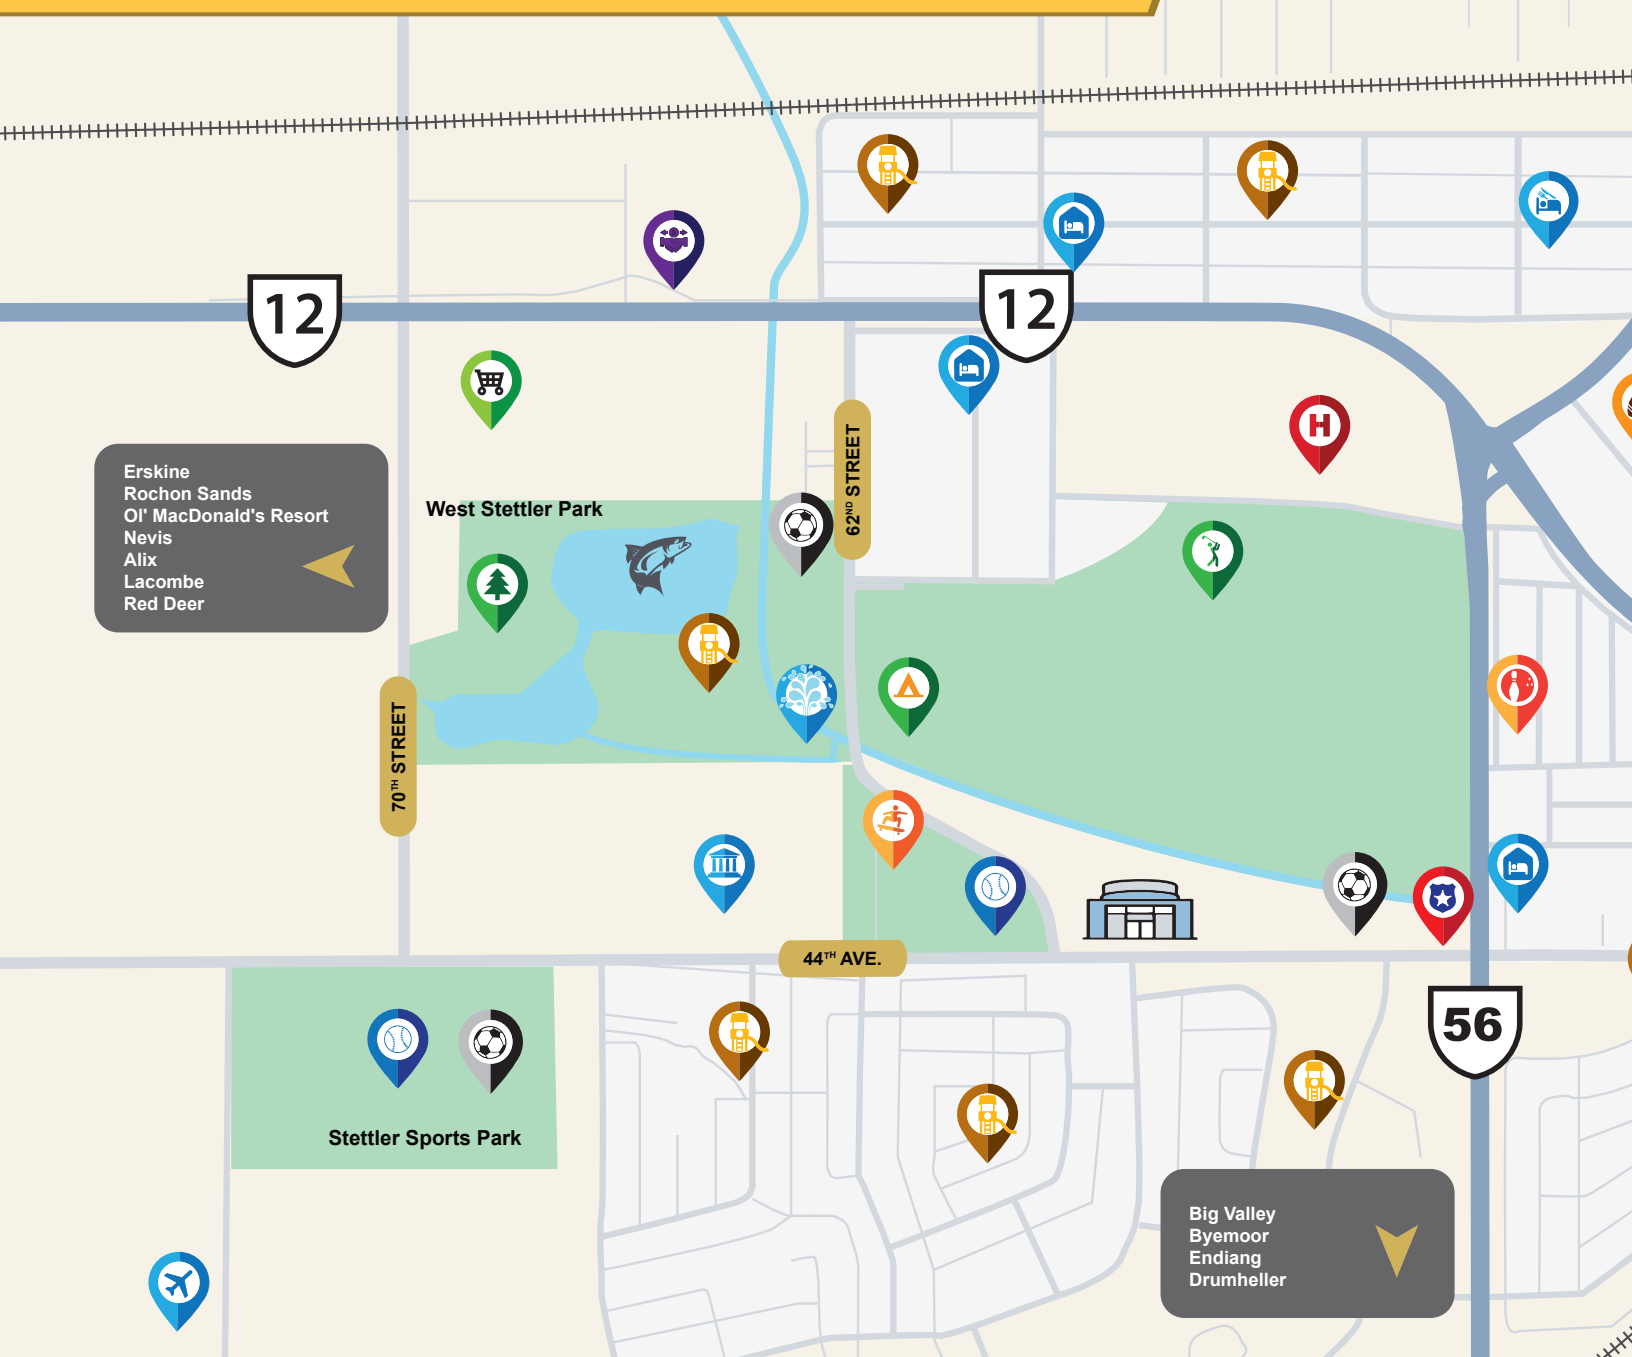 12
12
62ND STREET
H
Erskine
Rochon Sands
Ol' MacDonald's Resort
Nevis
Alix
Lacombe
Red Deer
West Stettler Park
70TH STREET
44TH AVE.
56
Stettler Sports Park
Big Valley
Byemoor
Endiang
Drumheller